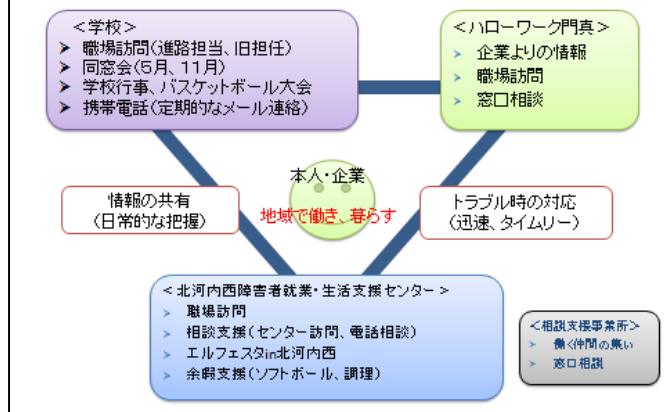 <学校>
➤ 職場訪問(進路担当、旧担任)
➤ 同窓会(5月、11月)
➤ 学校行事、バスケットボール大会
➤ 携帯電話(定期的なメール連絡)
<ハローワーク門真>
➤ 企業よりの情報
➤ 職場訪問
➤ 窓口相談
本人・企業
地域で働き、暮らす
情報の共有
(日常的な把握)
トラブル時の対応
(迅速、タイムリー)
<北河内西障害者就業・生活支援センター>
➤ 職場訪問
➤ 相談支援(センター訪問、電話相談)
➤ エルフェスタin北河内西
➤ 余暇支援(ソフトボール、調理)
<相談支援事業所>
➤ 働く仲間の集い
➤ 窓口相談